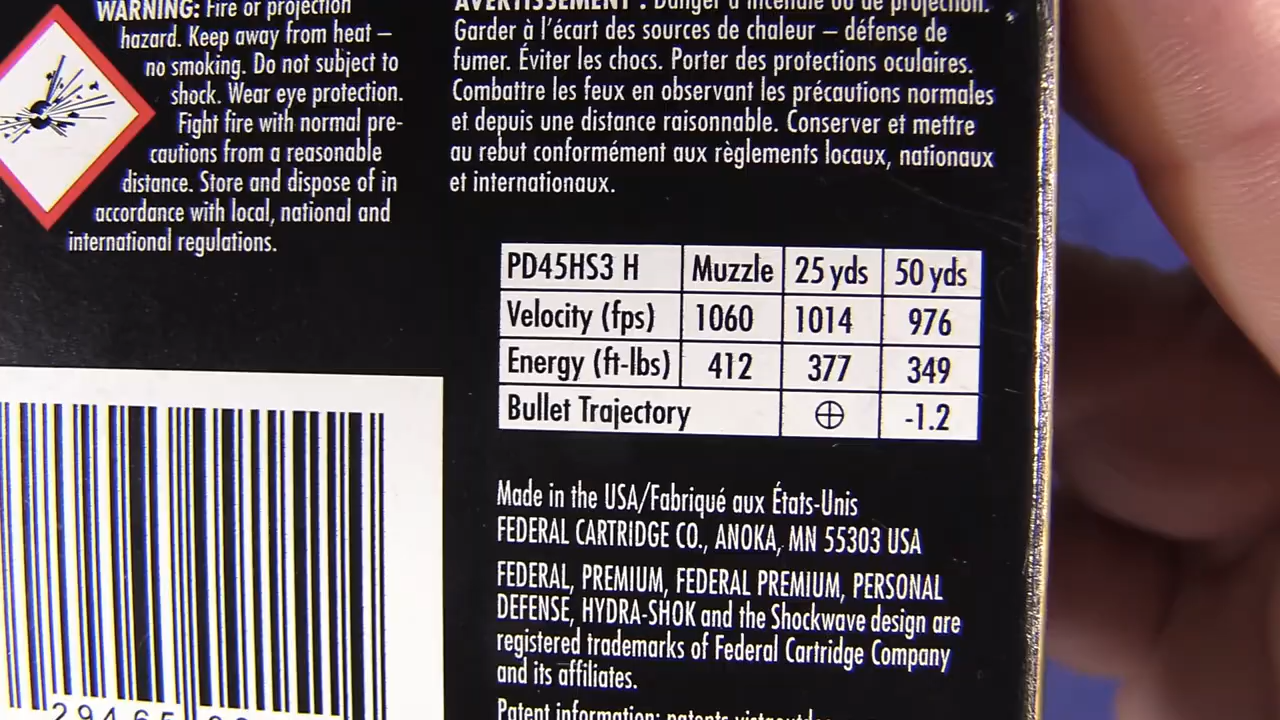 WARNING: Fire or projection
hazard. Keep away from heat –
no smoking. Do not subject to
shock. Wear eye protection.
Fight fire with normal pre-
cautions from a reasonable
distance. Store and dispose of in
accordance with local, national and
international regulations.
AVERTISSEMENT : Danger d'incendie ou de projection.
Garder à l'écart des sources de chaleur – défense de
fumer. Éviter les chocs. Porter des protections oculaires.
Combattre les feux en observant les précautions normales
et depuis une distance raisonnable. Conserver et mettre
au rebut conformément aux règlements locaux, nationaux
et internationaux.
PD45HS3 H Muzzle 25 yds 50 yds
Velocity (fps) 1060 1014 976
Energy (ft-lbs) 412 377 349
Bullet Trajectory ⊕ -1.2
Made in the USA/Fabriqué aux États-Unis
FEDERAL CARTRIDGE CO., ANOKA, MN 55303 USA
FEDERAL, PREMIUM, FEDERAL PREMIUM, PERSONAL
DEFENSE, HYDRA-SHOK and the Shockwave design are
registered trademarks of Federal Cartridge Company
and its affiliates.
Patent information:
29465